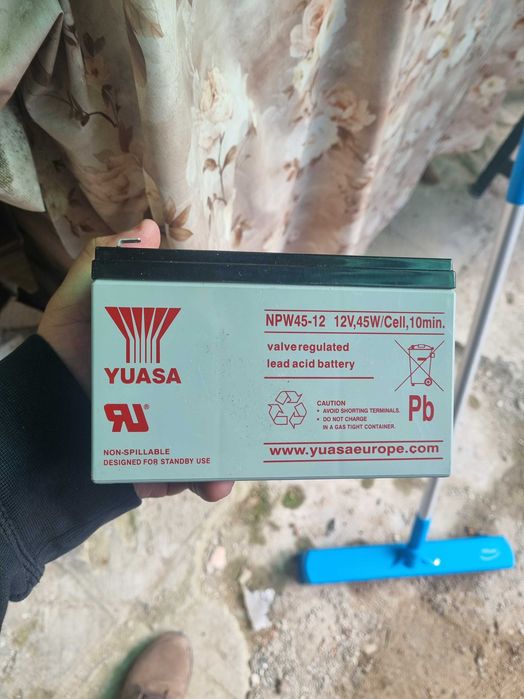 YUASA
NPW45-12 12V,45W/Cell,10min.
valve regulated
lead acid battery
Pb
CAUTION
• AVOID SHORTING TERMINALS.
• DO NOT CHARGE
IN A GAS TIGHT CONTAINER.
NON-SPILLABLE
DESIGNED FOR STANDBY USE
www.yuasaeurope.com